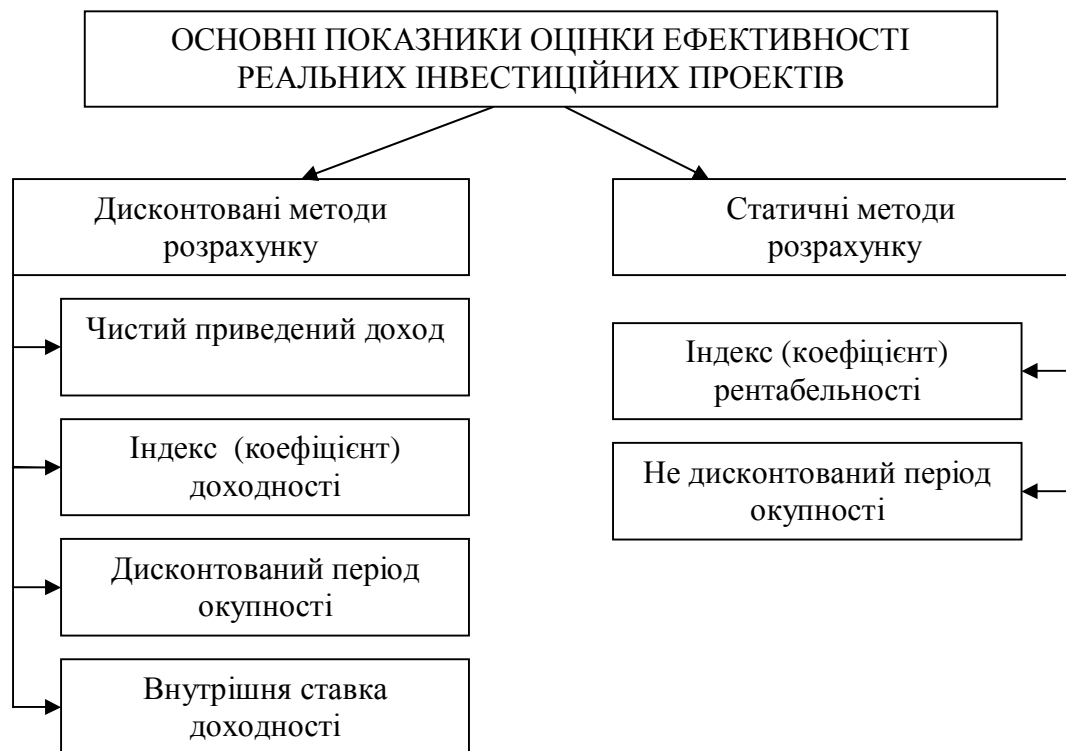 ОСНОВНІ ПОКАЗНИКИ ОЦІНКИ ЕФЕКТИВНОСТІ
РЕАЛЬНИХ ІНВЕСТИЦІЙНИХ ПРОЕКТІВ
Дисконтовані методи
розрахунку
Чистий приведений доход
Індекс (коефіцієнт)
доходності
Дисконтований період
окупності
Внутрішня ставка
доходності
Статичні методи
розрахунку
Індекс (коефіцієнт)
рентабельності
Не дисконтований період
окупності